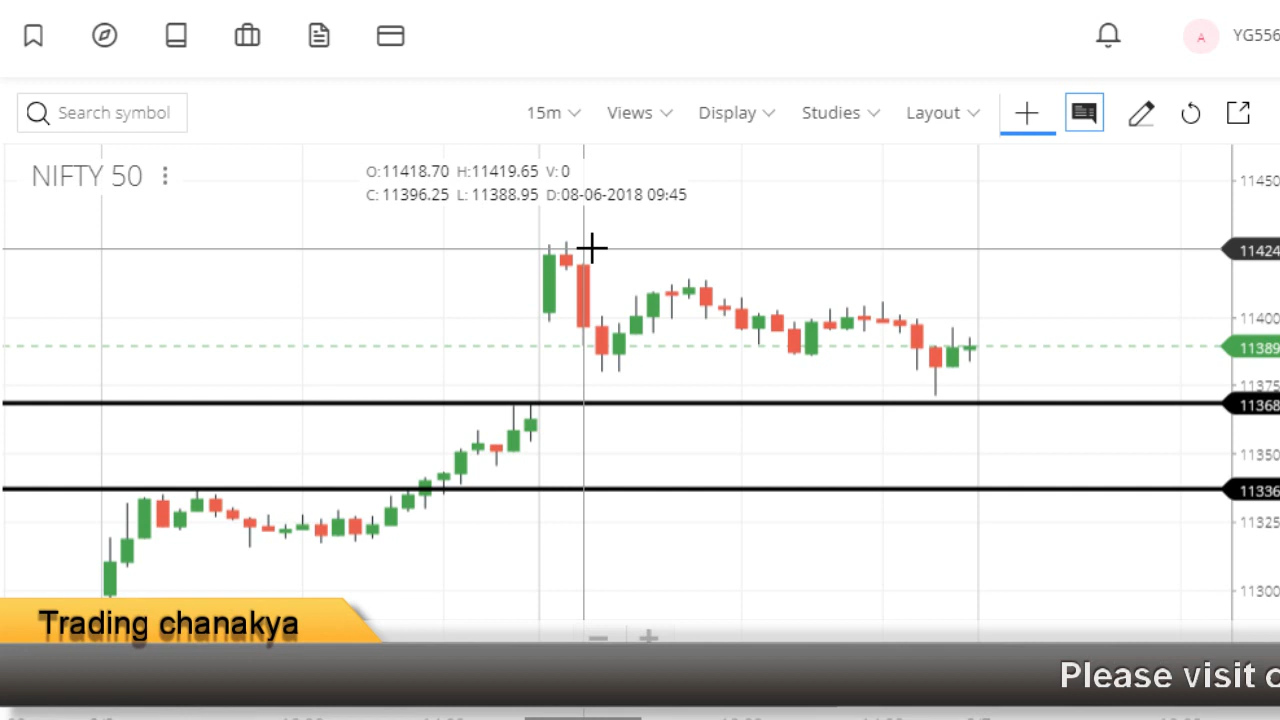 A YG556
Search symbol 15m Views Display Studies Layout
NIFTY 50
O:11418.70 H:11419.65 V:0
C: 11396.25 L: 11388.95 D:08-06-2018 09:45
11450
11424
11400
11389
11375
11368
11350
11336
11325
11300
Trading chanakya
Please visit